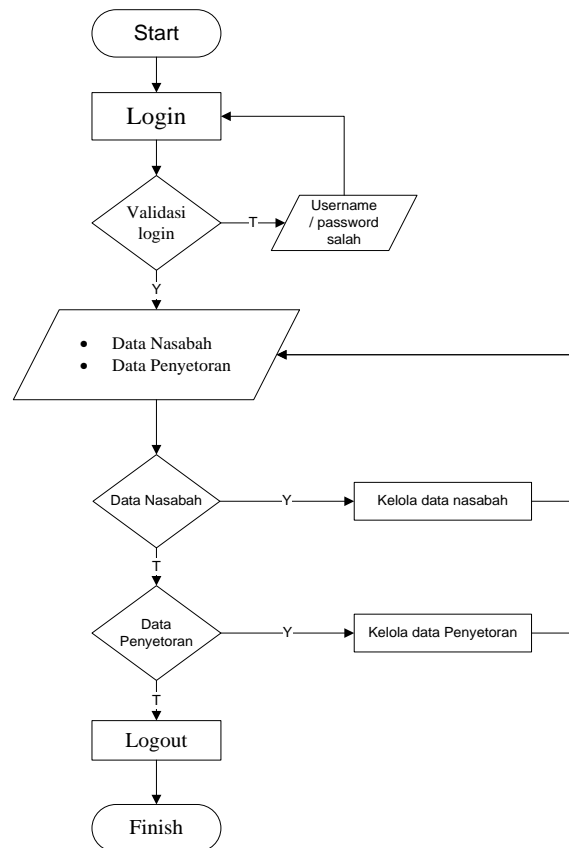 Start
Login
Validasi
login
T
Username
/ password
salah
Y
• Data Nasabah
• Data Penyetoran
Data Nasabah
Y
Kelola data nasabah
T
Data
Penyetoran
Y
Kelola data Penyetoran
T
Logout
Finish